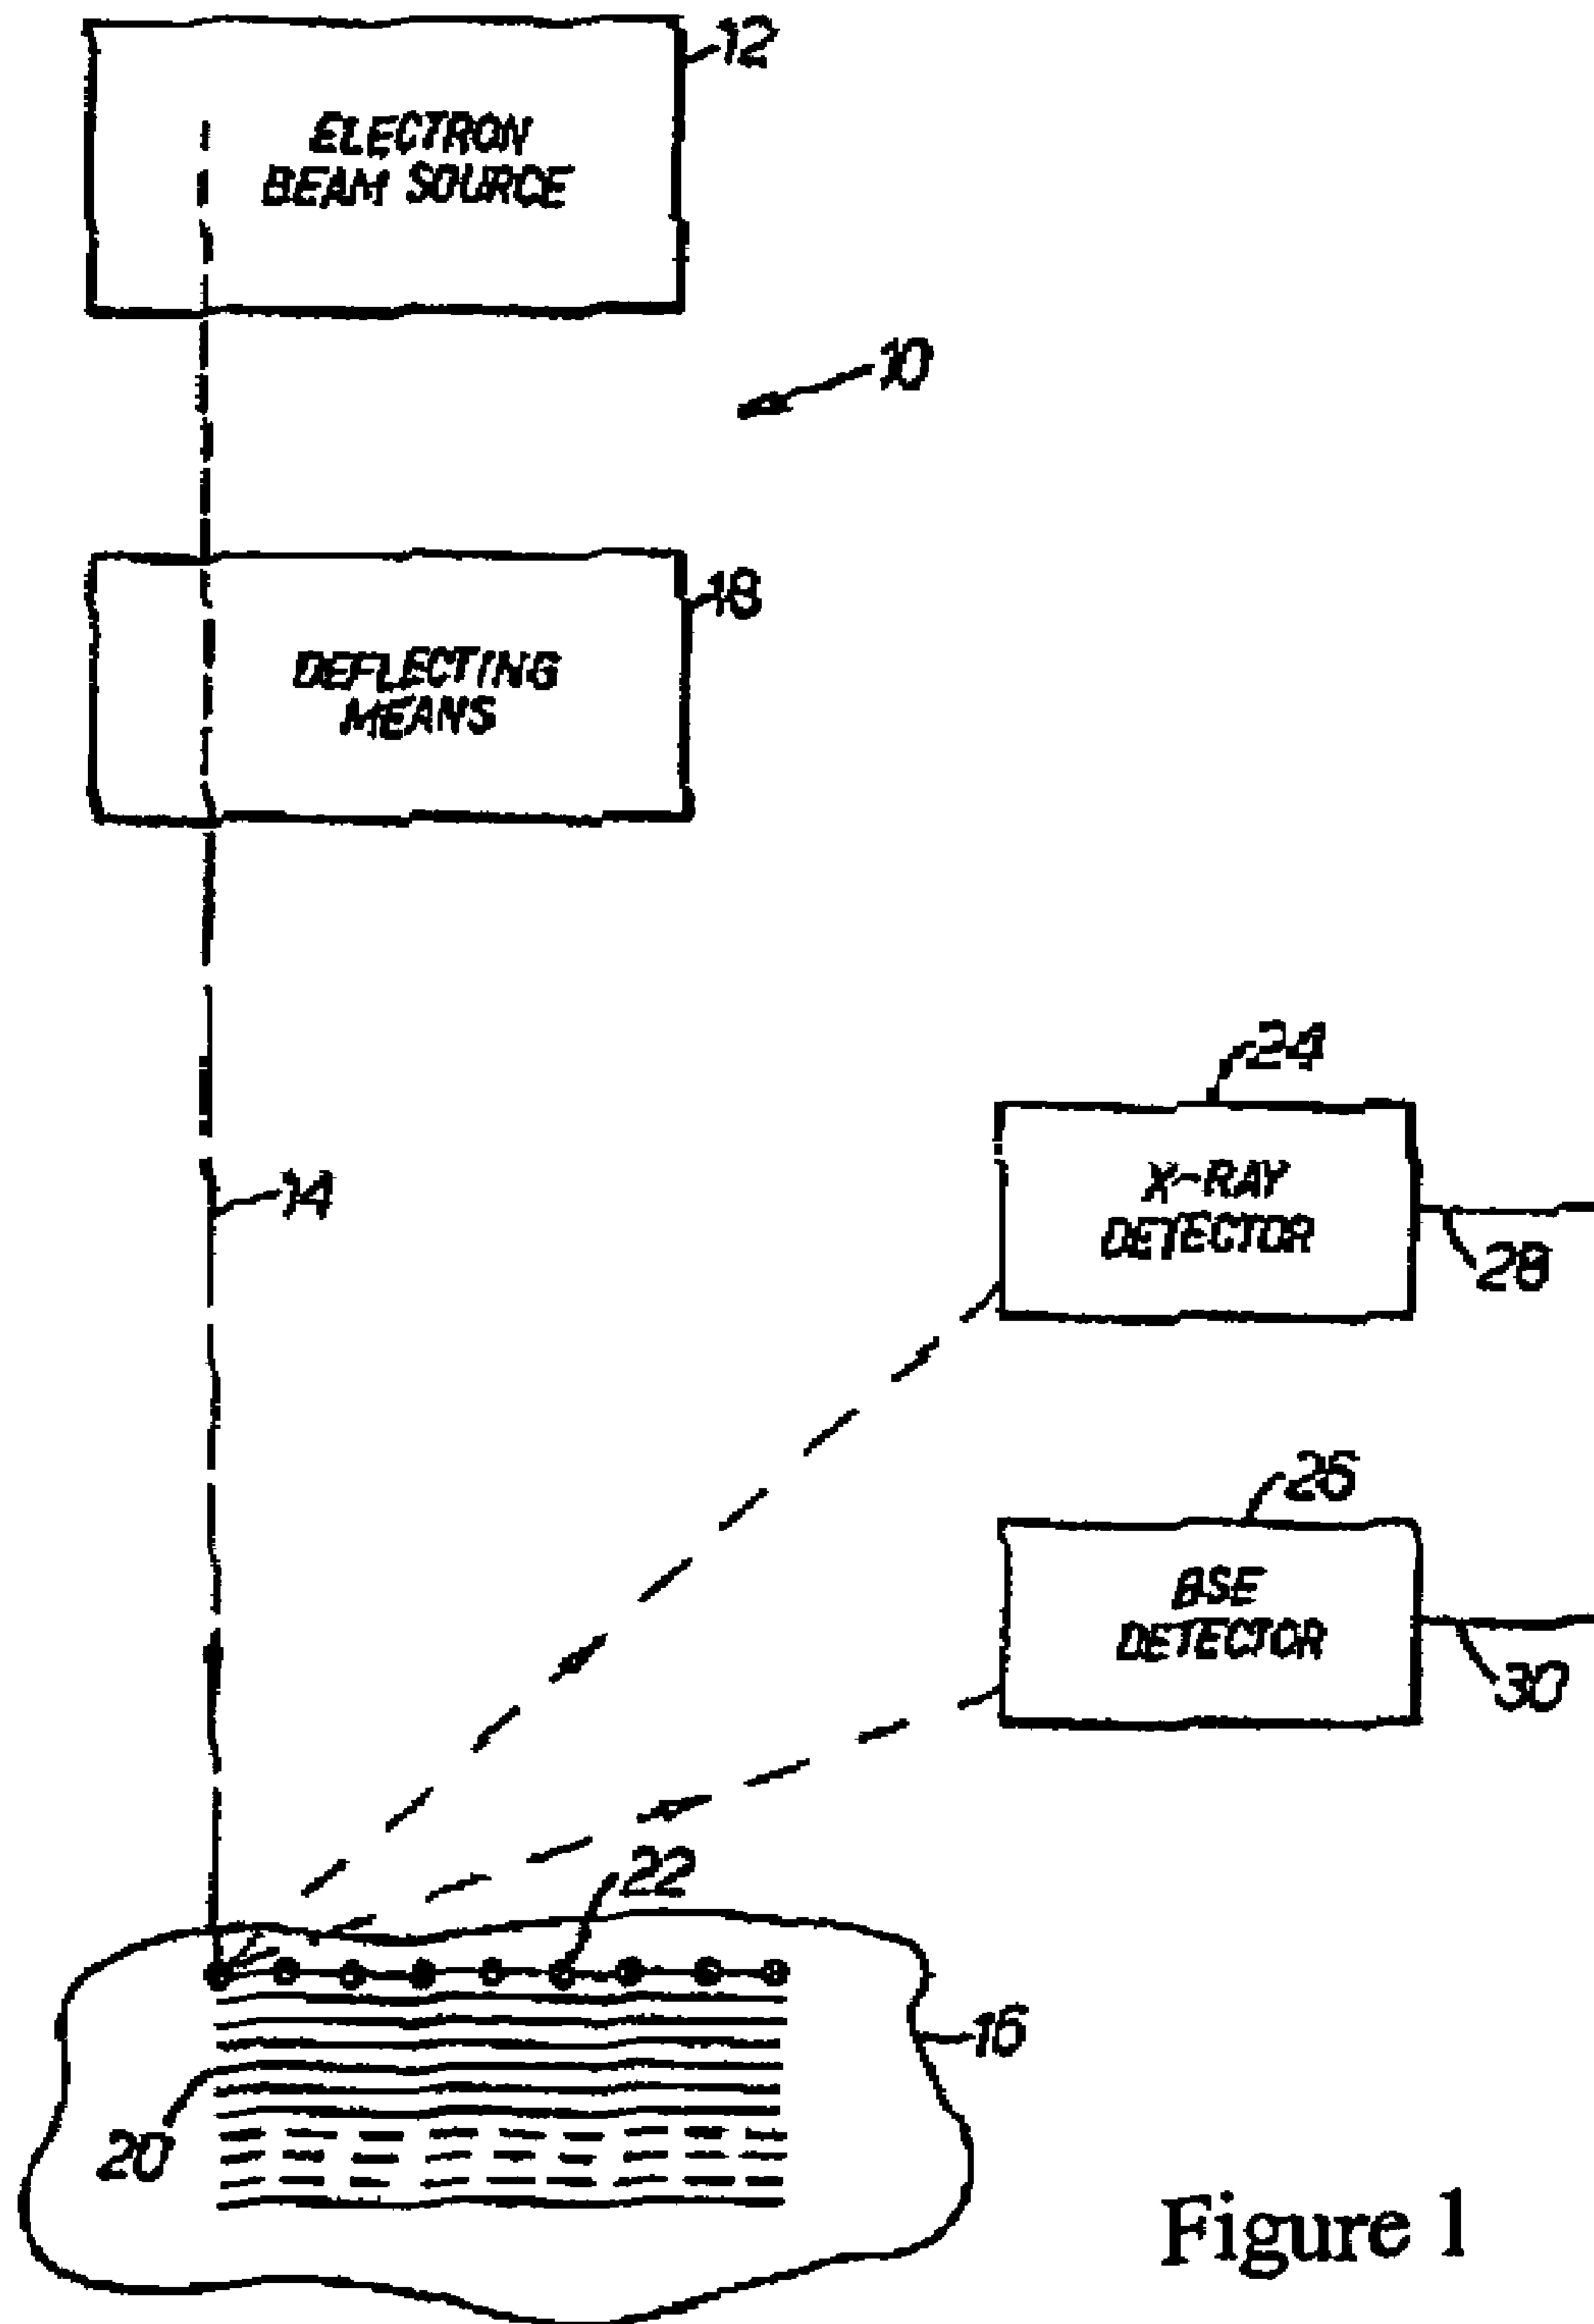 12
ELECTRON
BEAM SOURCE
10
18
DEFLECTING
MEANS
24
X-RAY
DETECTOR
14
28
26
BSE
DETECTOR
30
22
16
20
Figure 1